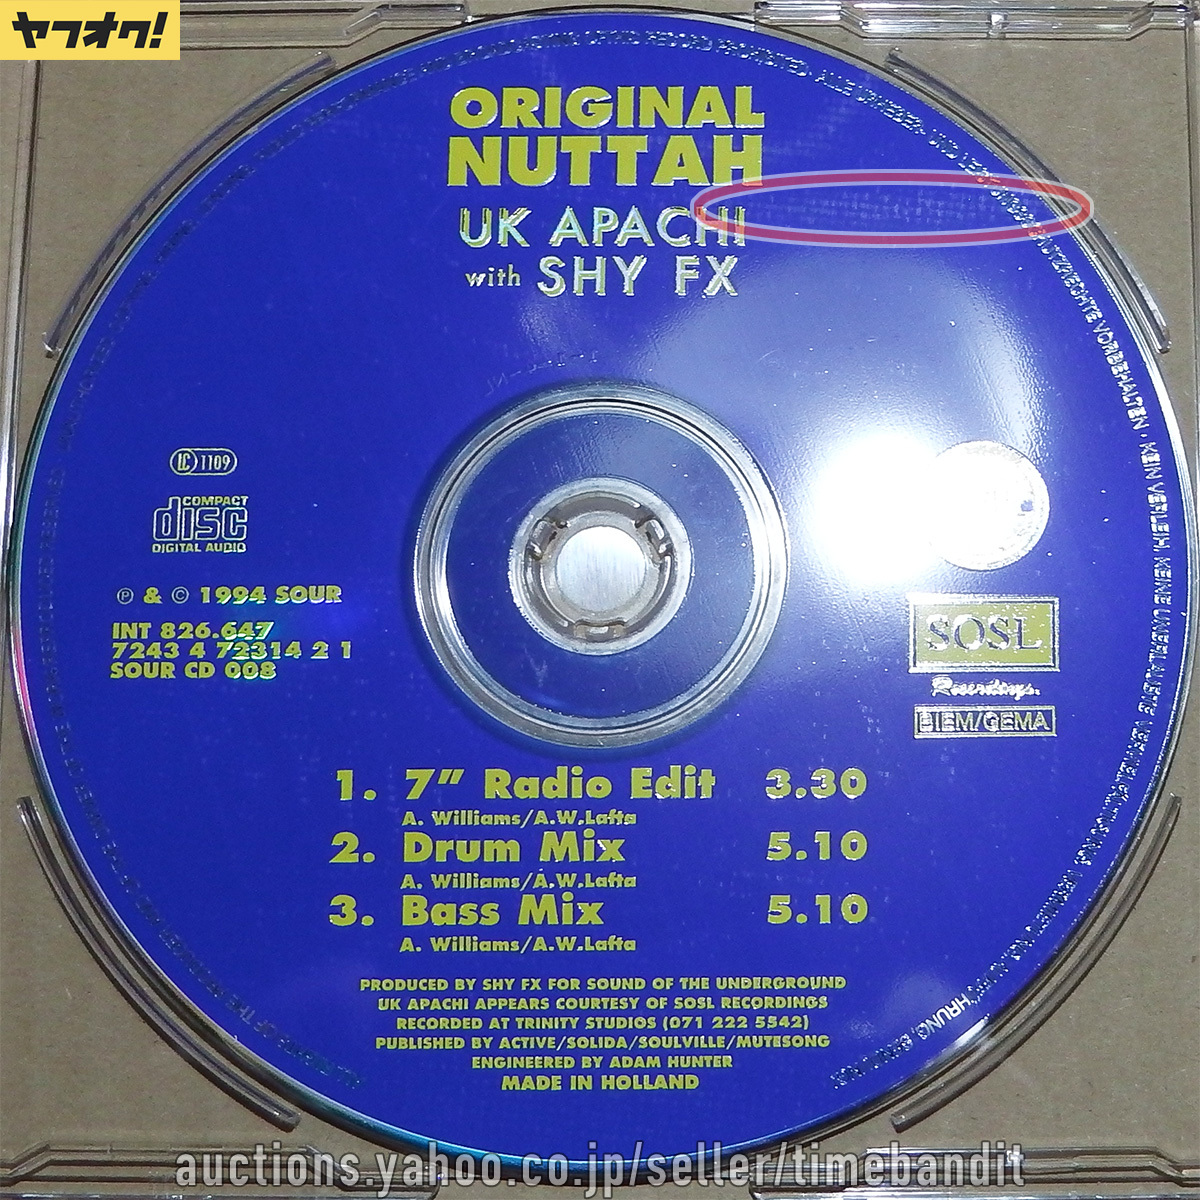 ヤフオク!
ORIGINAL
NUTTAH
UK APACHI
with SHY FX
LC 1109
COMPACT
disc
DIGITAL AUDIO
℗ & © 1994 SOUR
INT 826.647
7243 4 72314 2 1
SOUR CD 008
SOSL
Recordings.
BIEM/GEMA
1. 7" Radio Edit 3.30
A. Williams/A.W.Lafta
2. Drum Mix 5.10
A. Williams/A.W.Lafta
3. Bass Mix 5.10
A. Williams/A.W.Lafta
PRODUCED BY SHY FX FOR SOUND OF THE UNDERGROUND
UK APACHI APPEARS COURTESY OF SOSL RECORDINGS
RECORDED AT TRINITY STUDIOS (071 222 5542)
PUBLISHED BY ACTIVE/SOLIDA/SOULVILLE/MUTESONG
ENGINEERED BY ADAM HUNTER
MADE IN HOLLAND
auctions.yahoo.co.jp/seller/timebandit